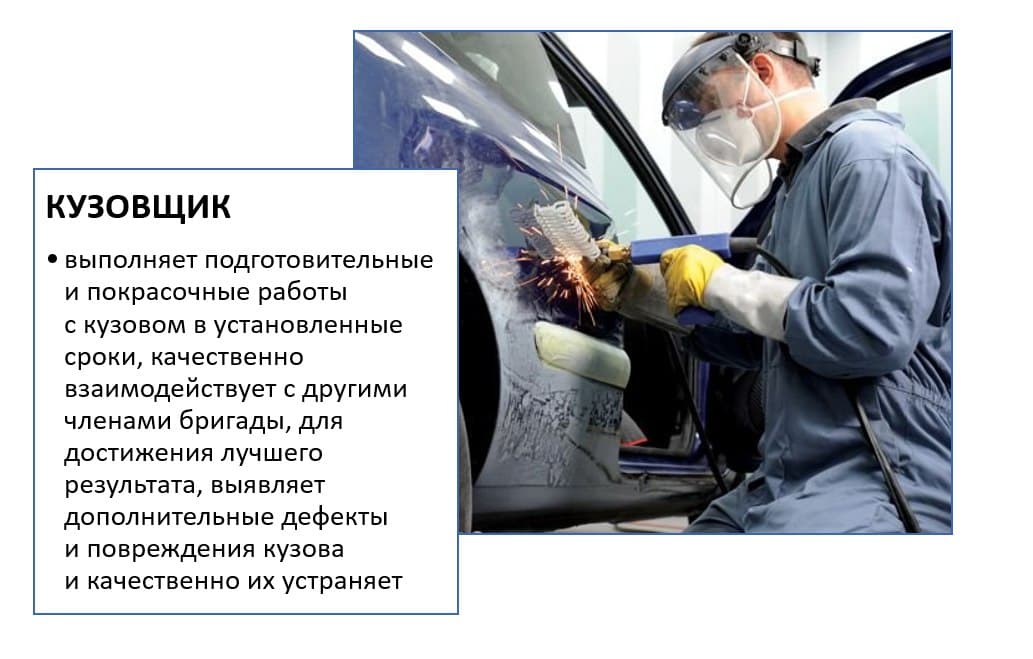 КУЗОВЩИК
• выполняет подготовительные
и покрасочные работы
с кузовом в установленные
сроки, качественно
взаимодействует с другими
членами бригады, для
достижения лучшего
результата, выявляет
дополнительные дефекты
и повреждения кузова
и качественно их устраняет